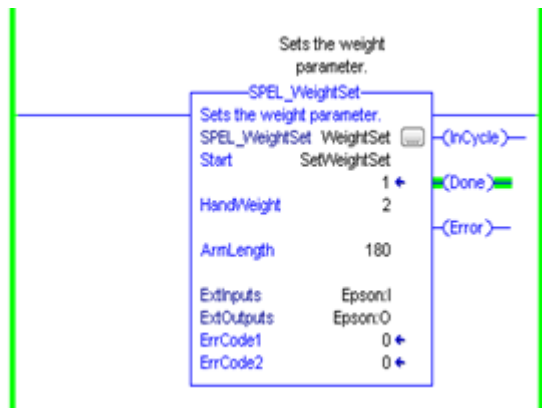 Sets the weight
parameter.
SPEL_WeightSet
Sets the weight parameter.
SPEL_WeightSet WeightSet
Start SetWeightSet
1
HandWeight 2
ArmLength 180
ExtInputs Epson:I
ExtOutputs Epson:O
ErrCode1 0
ErrCode2 0
(InCycle)
(Done)
(Error)